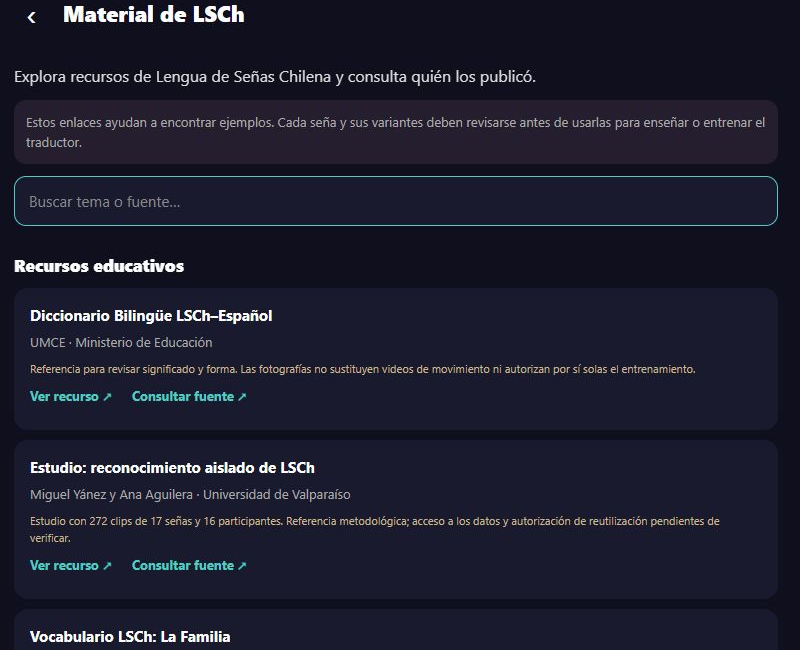 Material de LSCh
Explora recursos de Lengua de Señas Chilena y consulta quién los publicó.
Estos enlaces ayudan a encontrar ejemplos. Cada seña y sus variantes deben revisarse antes de usarlas para enseñar o entrenar el
traductor.
Buscar tema o fuente...
Recursos educativos
Diccionario Bilingüe LSCh–Español
UMCE · Ministerio de Educación
Referencia para revisar significado y forma. Las fotografías no sustituyen videos de movimiento ni autorizan por sí solas el entrenamiento.
Ver recurso ↗ Consultar fuente ↗
Estudio: reconocimiento aislado de LSCh
Miguel Yánez y Ana Aguilera · Universidad de Valparaíso
Estudio con 272 clips de 17 señas y 16 participantes. Referencia metodológica; acceso a los datos y autorización de reutilización pendientes de
verificar.
Ver recurso ↗ Consultar fuente ↗
Vocabulario LSCh: La Familia